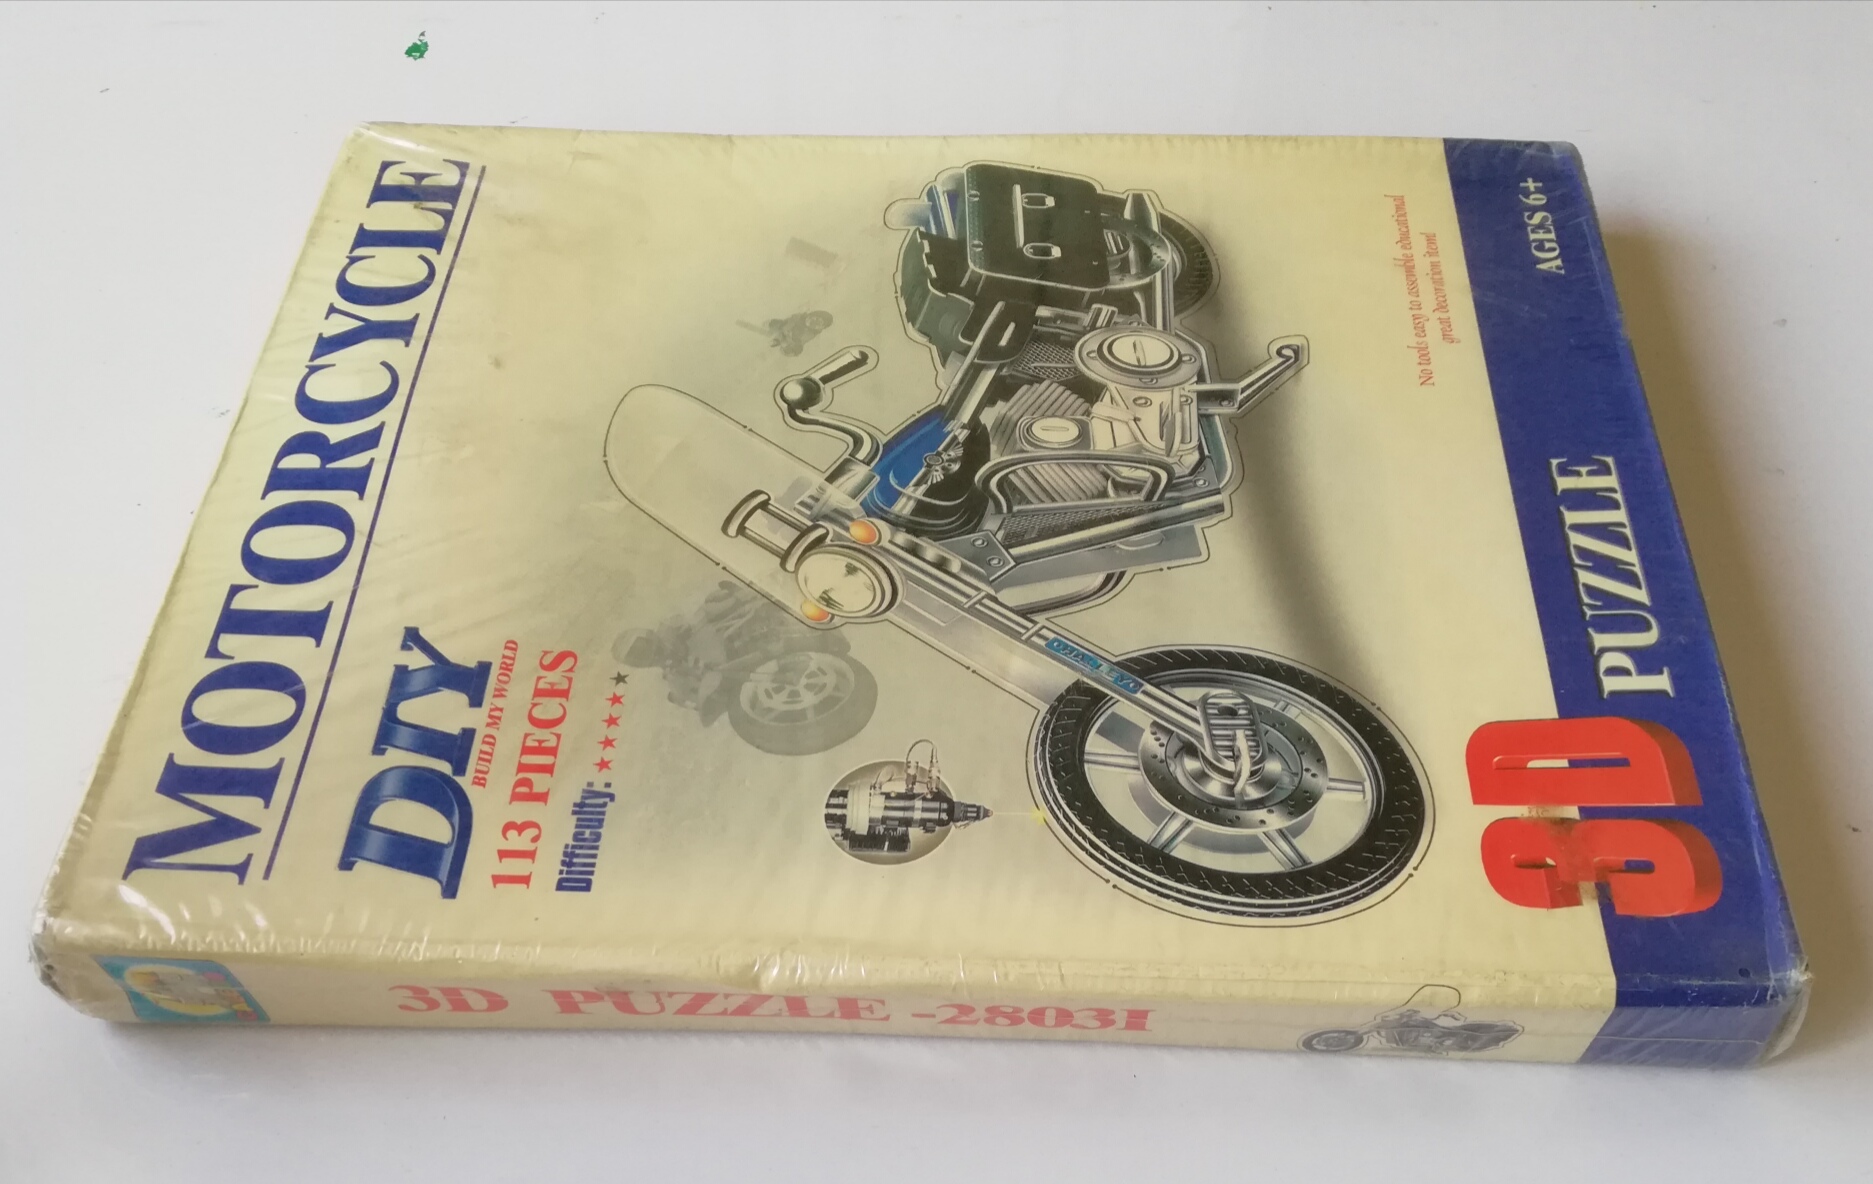 MOTORCYCLE
DIY
BUILD MY WORLD
113 PIECES
Difficulty:
No tools easy to assemble educational
great decoration item!
3D PUZZLE
AGES 6+
3D PUZZLE -2803I